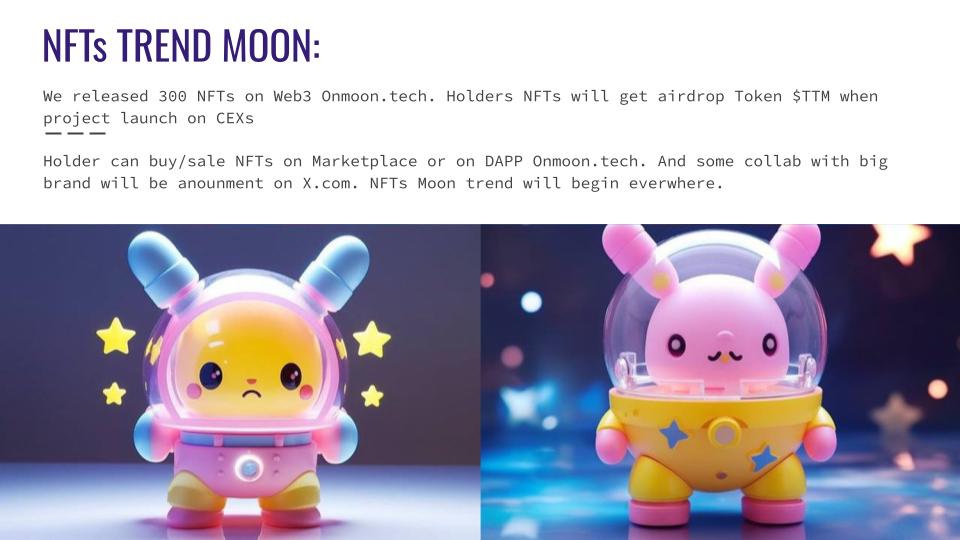 NFTs TREND MOON:
We released 300 NFTs on Web3 Onmoon.tech. Holders NFTs will get airdrop Token $TTM when
project launch on CEXs
Holder can buy/sale NFTs on Marketplace or on DAPP Onmoon.tech. And some collab with big
brand will be anounment on X.com. NFTs Moon trend will begin everwhere.